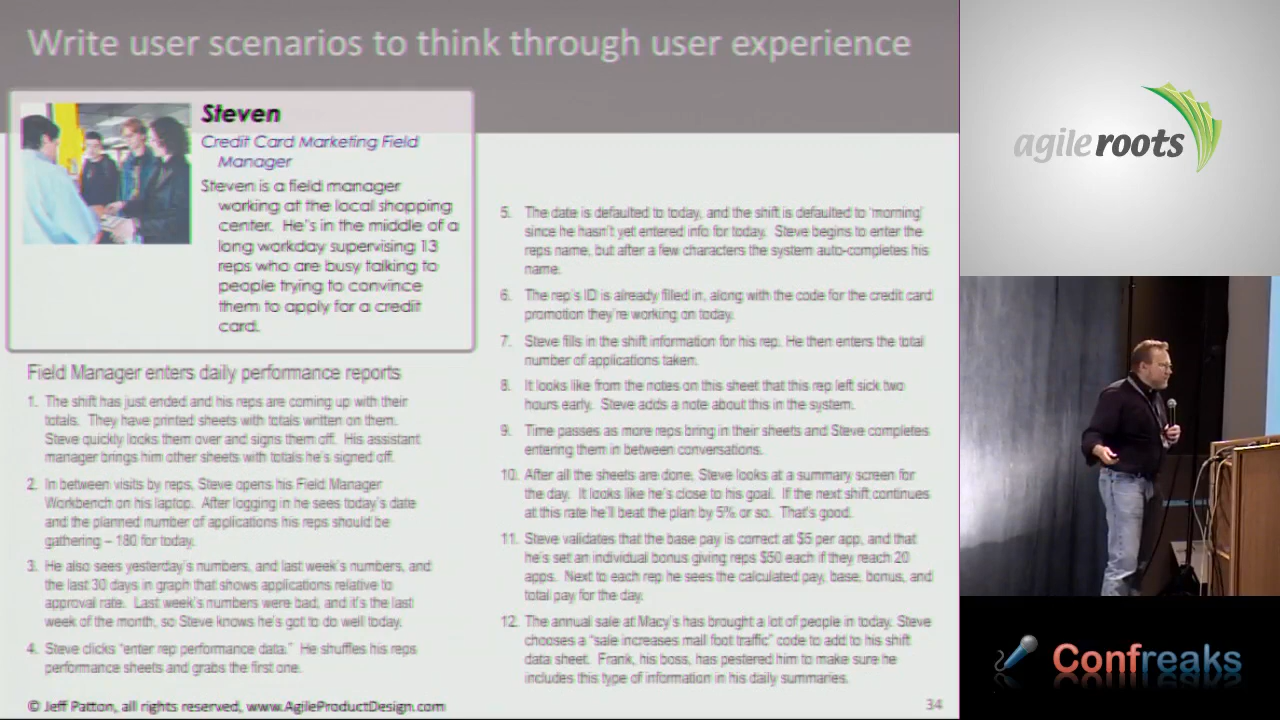 Write user scenarios to think through user experience
Steven
Credit Card Marketing Field
Manager
Steven is a field manager
working at the local shopping
center. He's in the middle of a
long workday supervising 13
reps who are busy talking to
people trying to convince
them to apply for a credit
card.
Field Manager enters daily performance reports
1. The shift has just ended and his reps are coming up with their
totals. They have printed sheets with totals written on them.
Steve quickly looks them over and signs them off. His assistant
manager brings him other sheets with totals he's signed off.
2. In between visits by reps, Steve opens his Field Manager
Workbench on his laptop. After logging in he sees today's date
and the planned number of applications his reps should be
gathering – 180 for today.
3. He also sees yesterday's numbers, and last week's numbers, and
the last 30 days in graph that shows applications relative to
approval rate. Last week's numbers were bad, and it's the last
week of the month, so Steve knows he's got to do well today.
4. Steve clicks "enter rep performance data." He shuffles his reps
performance sheets and grabs the first one.
5. The date is defaulted to today, and the shift is defaulted to 'morning'
since he hasn't yet entered info for today. Steve begins to enter the
reps name, but after a few characters the system auto-completes his
name.
6. The rep's ID is already filled in, along with the code for the credit card
promotion they're working on today.
7. Steve fills in the shift information for his rep. He then enters the total
number of applications taken.
8. It looks like from the notes on this sheet that this rep left sick two
hours early. Steve adds a note about this in the system.
9. Time passes as more reps bring in their sheets and Steve completes
entering them in between conversations.
10. After all the sheets are done, Steve looks at a summary screen for
the day. It looks like he's close to his goal. If the next shift continues
at this rate he'll beat the plan by 5% or so. That's good.
11. Steve validates that the base pay is correct at $5 per app, and that
he's set an individual bonus giving reps $50 each if they reach 20
apps. Next to each rep he sees the calculated pay, base, bonus, and
total pay for the day.
12. The annual sale at Macy's has brought a lot of people in today. Steve
chooses a "sale increases mall foot traffic" code to add to his shift
data sheet. Frank, his boss, has pestered him to make sure he
includes this type of information in his daily summaries.
© Jeff Patton, all rights reserved, www.AgileProductDesign.com
34
agile roots
Confreaks